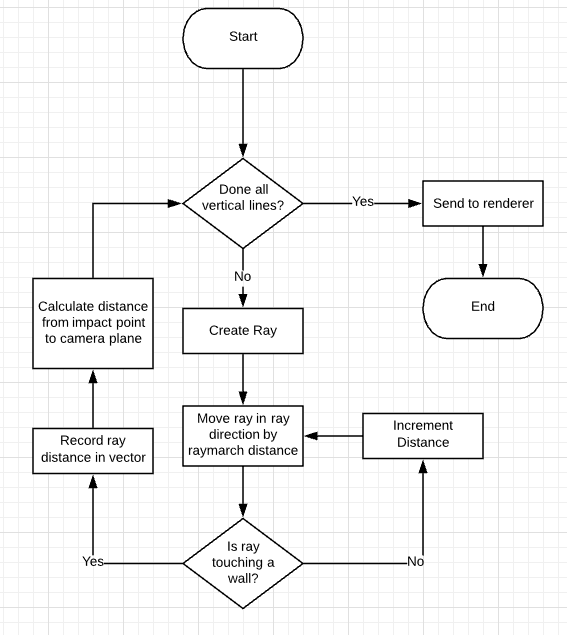 Start
Done all
vertical lines?
Yes
Send to renderer
End
No
Create Ray
Move ray in ray
direction by
raymarch distance
Increment
Distance
Is ray
touching a
wall?
No
Yes
Record ray
distance in vector
Calculate distance
from impact point
to camera plane